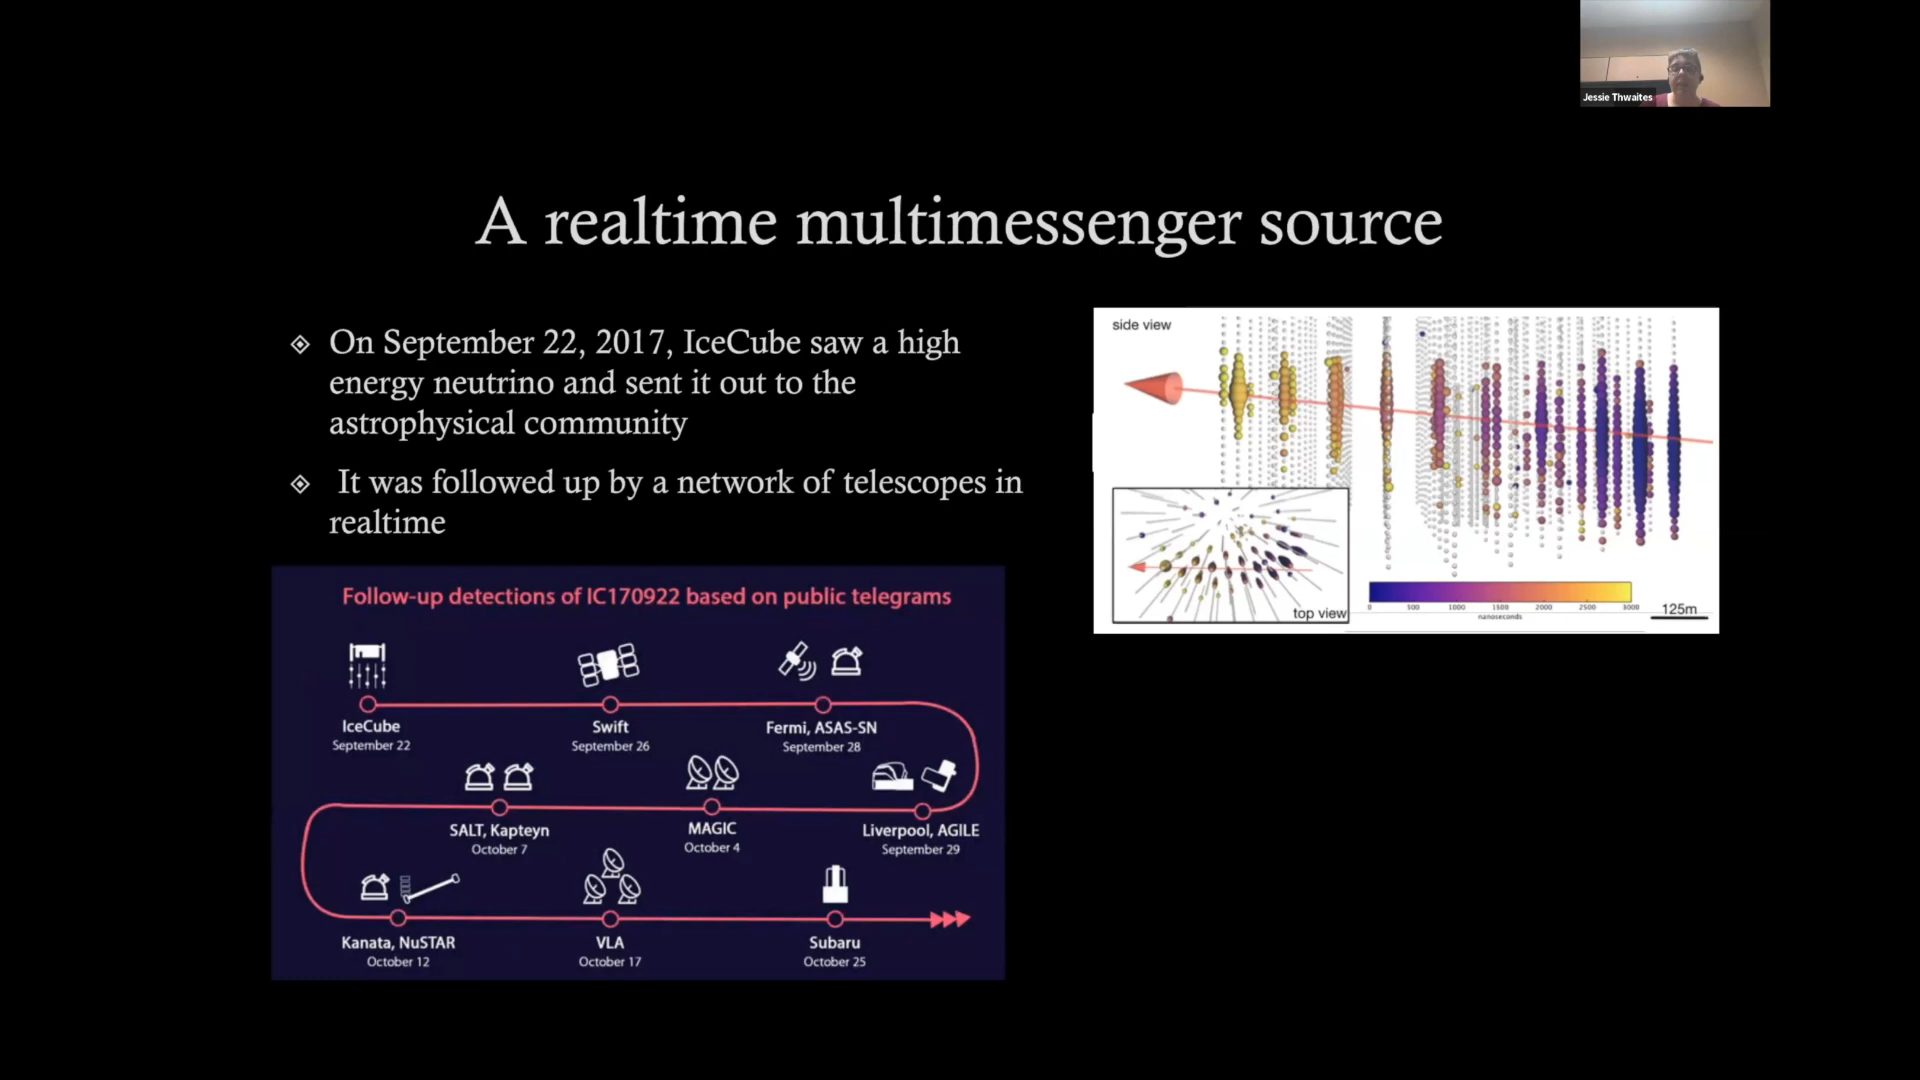 Jessie Thwaites
A realtime multimessenger source
On September 22, 2017, IceCube saw a high
energy neutrino and sent it out to the
astrophysical community
It was followed up by a network of telescopes in
realtime
Follow-up detections of IC170922 based on public telegrams
IceCube
September 22
Swift
September 26
Fermi, ASAS-SN
September 28
SALT, Kapteyn
October 7
MAGIC
October 4
Liverpool, AGILE
September 29
Kanata, NuSTAR
October 12
VLA
October 17
Subaru
October 25
side view
top view
0 500 1000 1500 2000 2500 3000
nanoseconds
125m